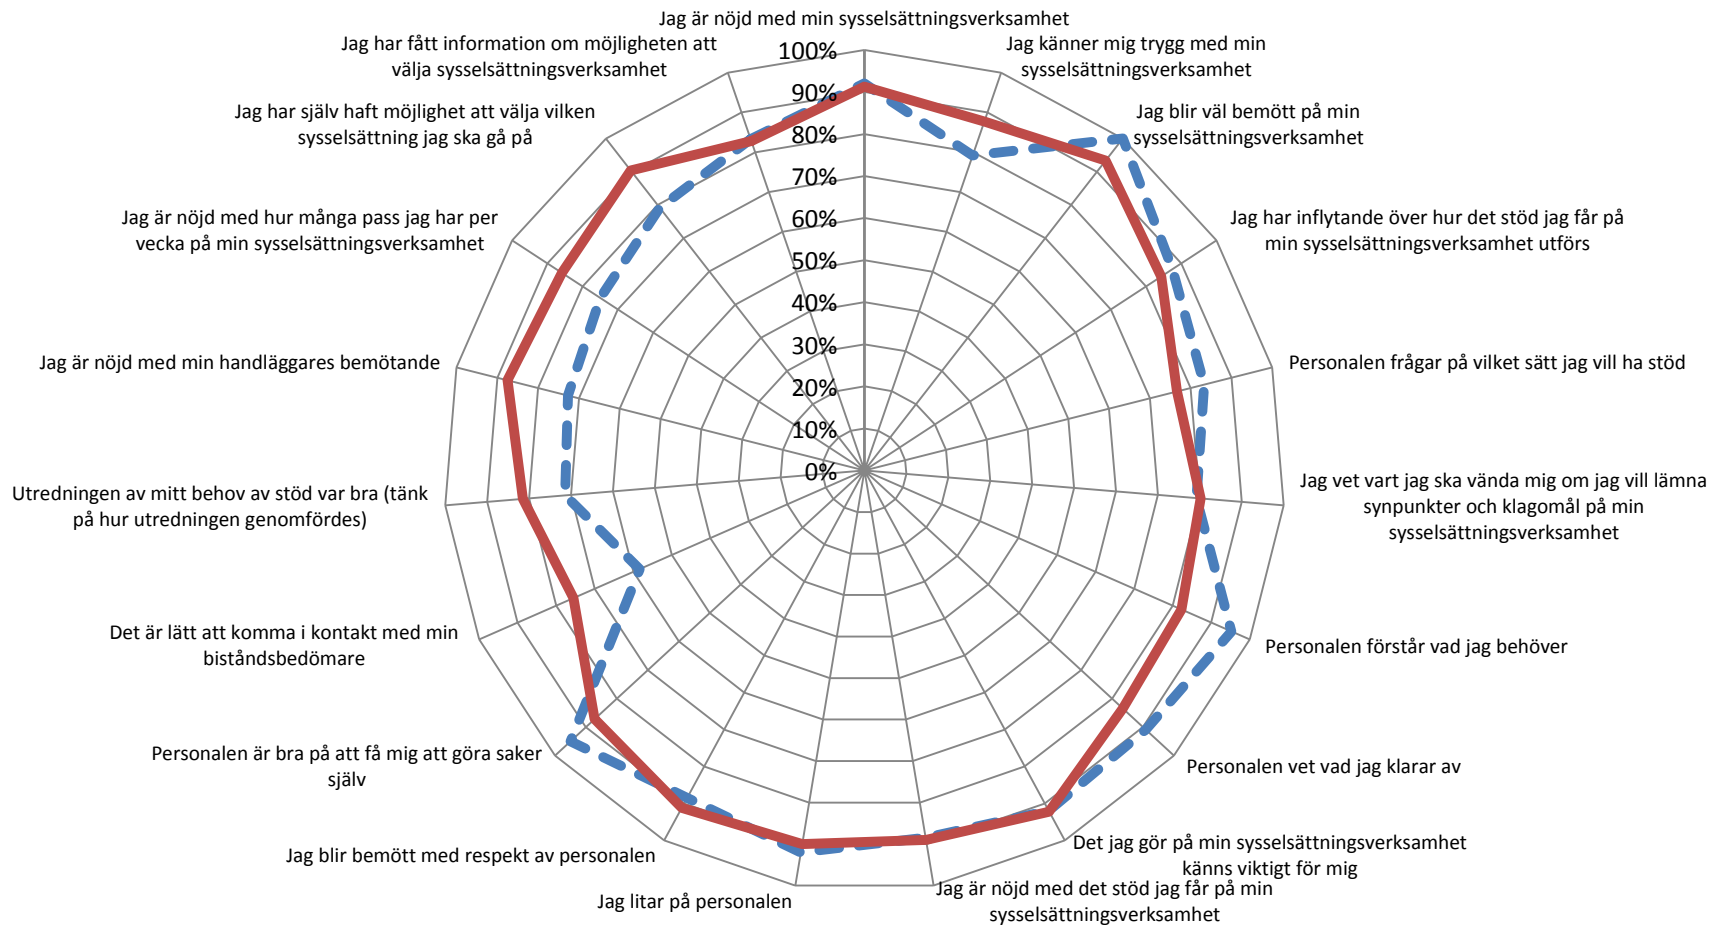 Jag är nöjd med min sysselsättningsverksamhet
Jag känner mig trygg med min
sysselsättningsverksamhet
Jag blir väl bemött på min
sysselsättningsverksamhet
Jag har inflytande över hur det stöd jag får på
min sysselsättningsverksamhet utförs
Personalen frågar på vilket sätt jag vill ha stöd
Jag vet vart jag ska vända mig om jag vill lämna
synpunkter och klagomål på min
sysselsättningsverksamhet
Personalen förstår vad jag behöver
Personalen vet vad jag klarar av
Det jag gör på min sysselsättningsverksamhet
känns viktigt för mig
Jag är nöjd med det stöd jag får på min
sysselsättningsverksamhet
Jag litar på personalen
Jag blir bemött med respekt av personalen
Personalen är bra på att få mig att göra saker
själv
Det är lätt att komma i kontakt med min
biståndsbedömare
Utredningen av mitt behov av stöd var bra (tänk
på hur utredningen genomfördes)
Jag är nöjd med min handläggares bemötande
Jag är nöjd med hur många pass jag har per
vecka på min sysselsättningsverksamhet
Jag har själv haft möjlighet att välja vilken
sysselsättning jag ska gå på
Jag har fått information om möjligheten att
välja sysselsättningsverksamhet
100%
90%
80%
70%
60%
50%
40%
30%
20%
10%
0%